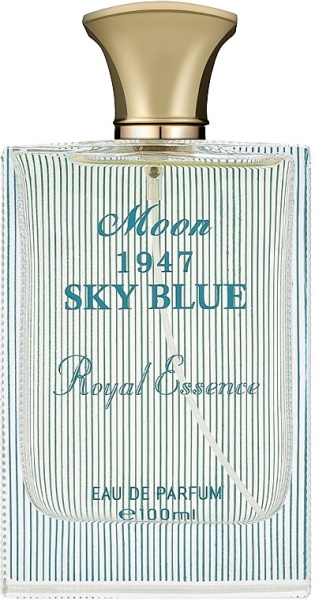 Moon
1947
SKY BLUE
Royal Essence
EAU DE PARFUM
℮100ml